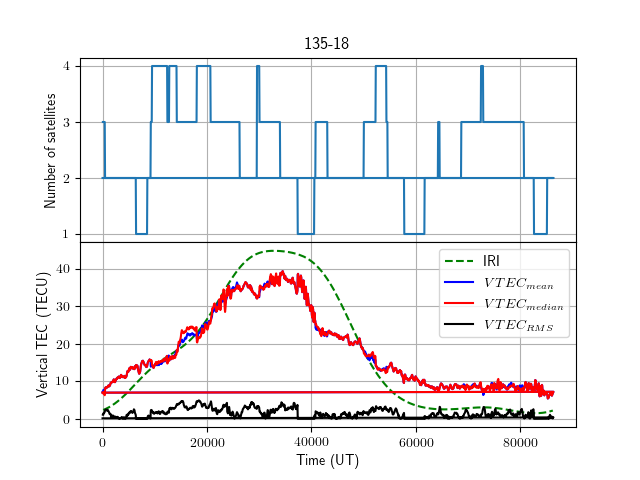 135-18
Number of satellites
4
3
2
1
Vertical TEC (TECU)
40
30
20
10
0
IRI
VTEC_mean
VTEC_median
VTEC_RMS
0 20000 40000 60000 80000
Time (UT)